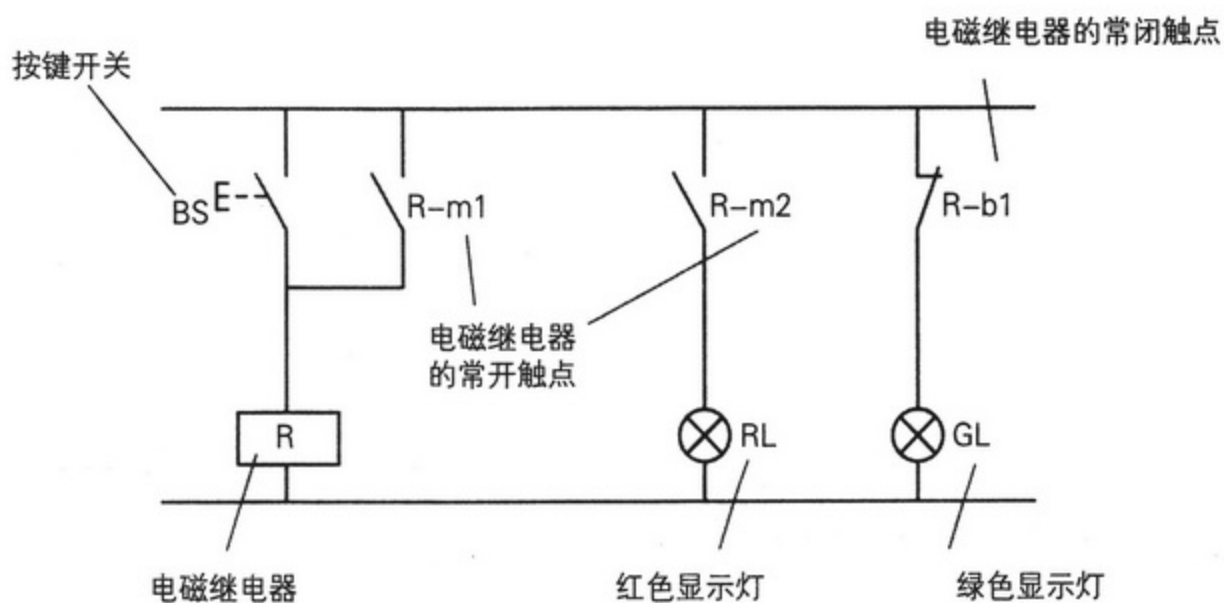 电磁继电器的常闭触点
按键开关
BS
R-m1
R-m2
R-b1
电磁继电器
的常开触点
R
RL
GL
电磁继电器
红色显示灯
绿色显示灯